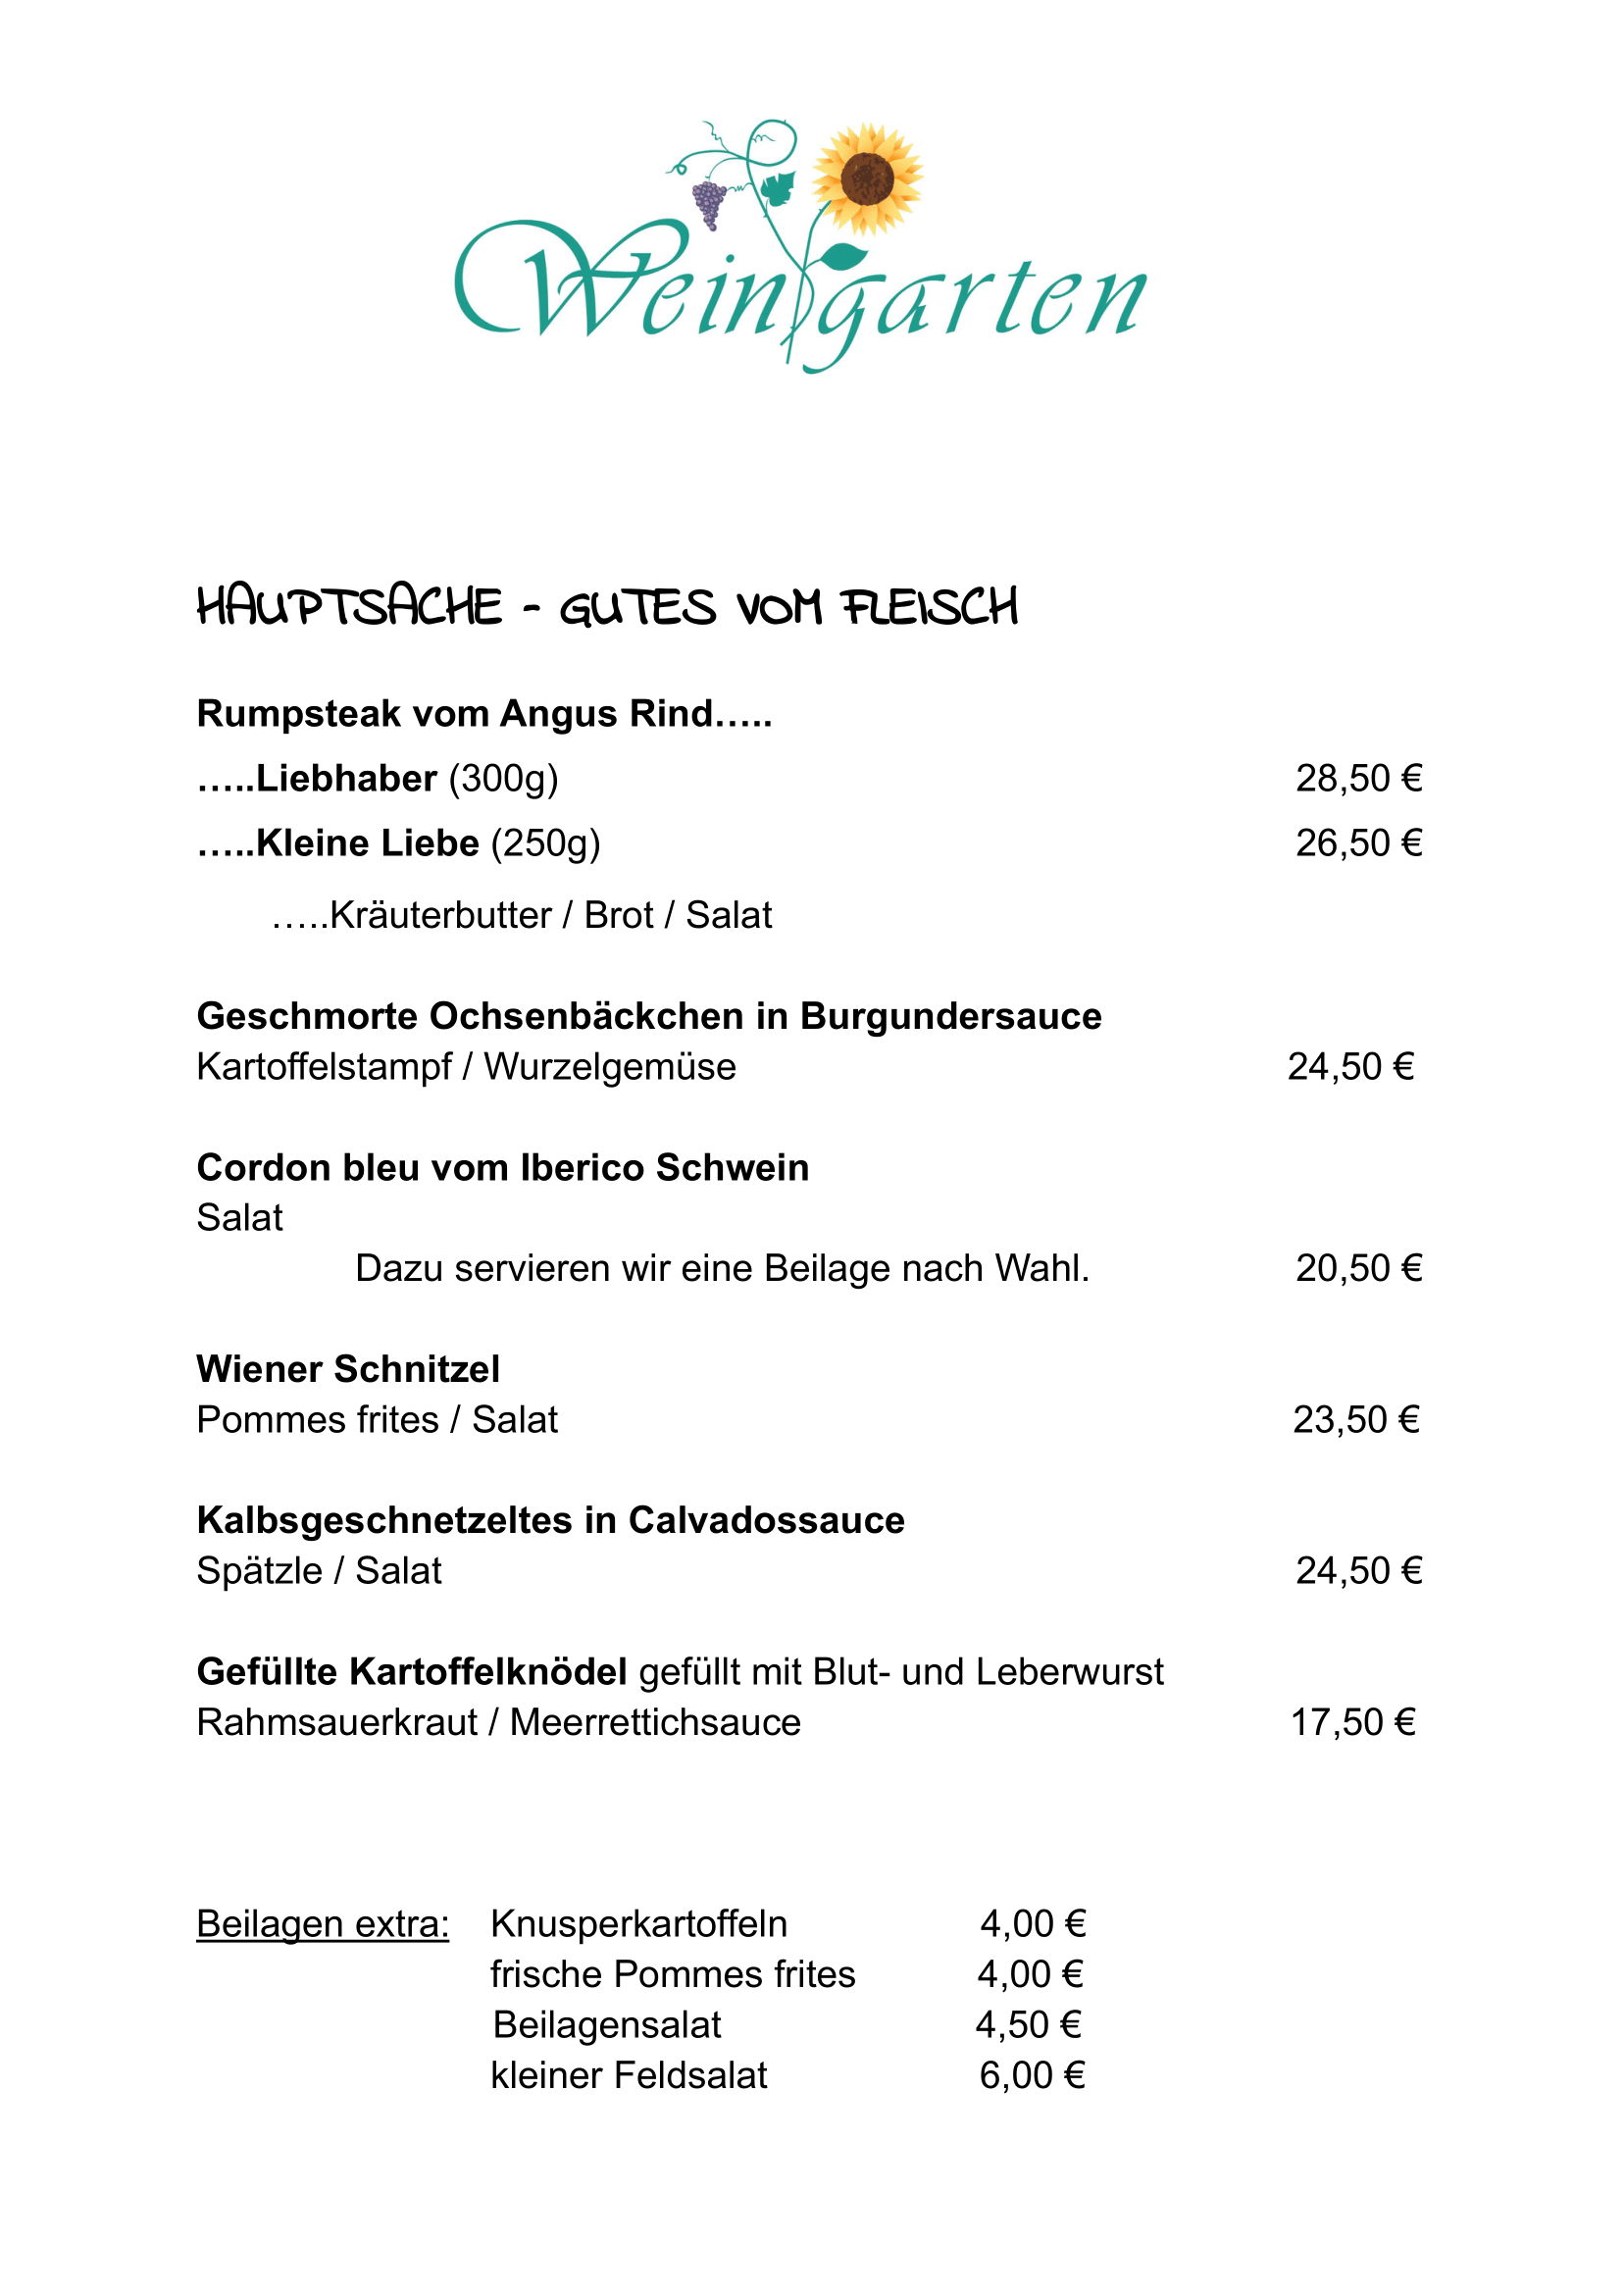 Weingarten
HAUPTSACHE - GUTES VOM FLEISCH
Rumpsteak vom Angus Rind…..
…..Liebhaber (300g) 28,50 €
…..Kleine Liebe (250g) 26,50 €
…..Kräuterbutter / Brot / Salat
Geschmorte Ochsenbäckchen in Burgundersauce
Kartoffelstampf / Wurzelgemüse 24,50 €
Cordon bleu vom Iberico Schwein
Salat
Dazu servieren wir eine Beilage nach Wahl. 20,50 €
Wiener Schnitzel
Pommes frites / Salat 23,50 €
Kalbsgeschnetzeltes in Calvadossauce
Spätzle / Salat 24,50 €
Gefüllte Kartoffelknödel gefüllt mit Blut- und Leberwurst
Rahmsauerkraut / Meerrettichsauce 17,50 €
Beilagen extra: Knusperkartoffeln 4,00 €
frische Pommes frites 4,00 €
Beilagensalat 4,50 €
kleiner Feldsalat 6,00 €